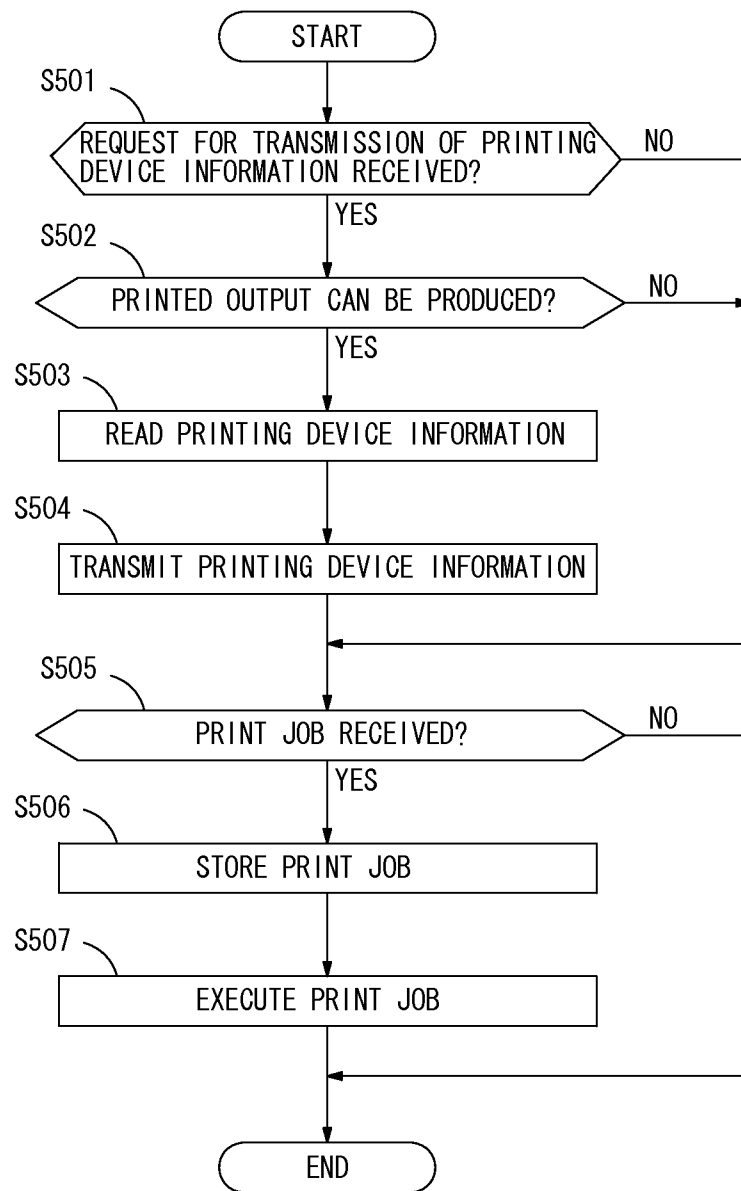 START
S501
REQUEST FOR TRANSMISSION OF PRINTING
DEVICE INFORMATION RECEIVED?
NO
YES
S502
PRINTED OUTPUT CAN BE PRODUCED?
NO
YES
S503
READ PRINTING DEVICE INFORMATION
S504
TRANSMIT PRINTING DEVICE INFORMATION
S505
PRINT JOB RECEIVED?
NO
YES
S506
STORE PRINT JOB
S507
EXECUTE PRINT JOB
END